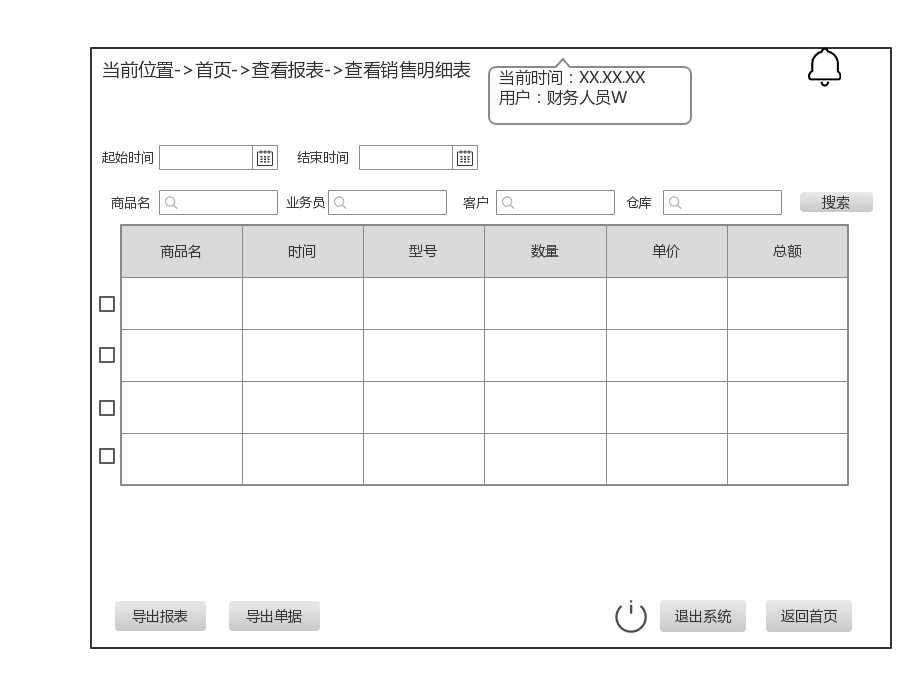 当前位置->首页->查看报表->查看销售明细表
当前时间：XX.XX.XX
用户：财务人员W
起始时间 结束时间
商品名 业务员 客户 仓库 搜索
商品名 时间 型号 数量 单价 总额
导出报表 导出单据 退出系统 返回首页